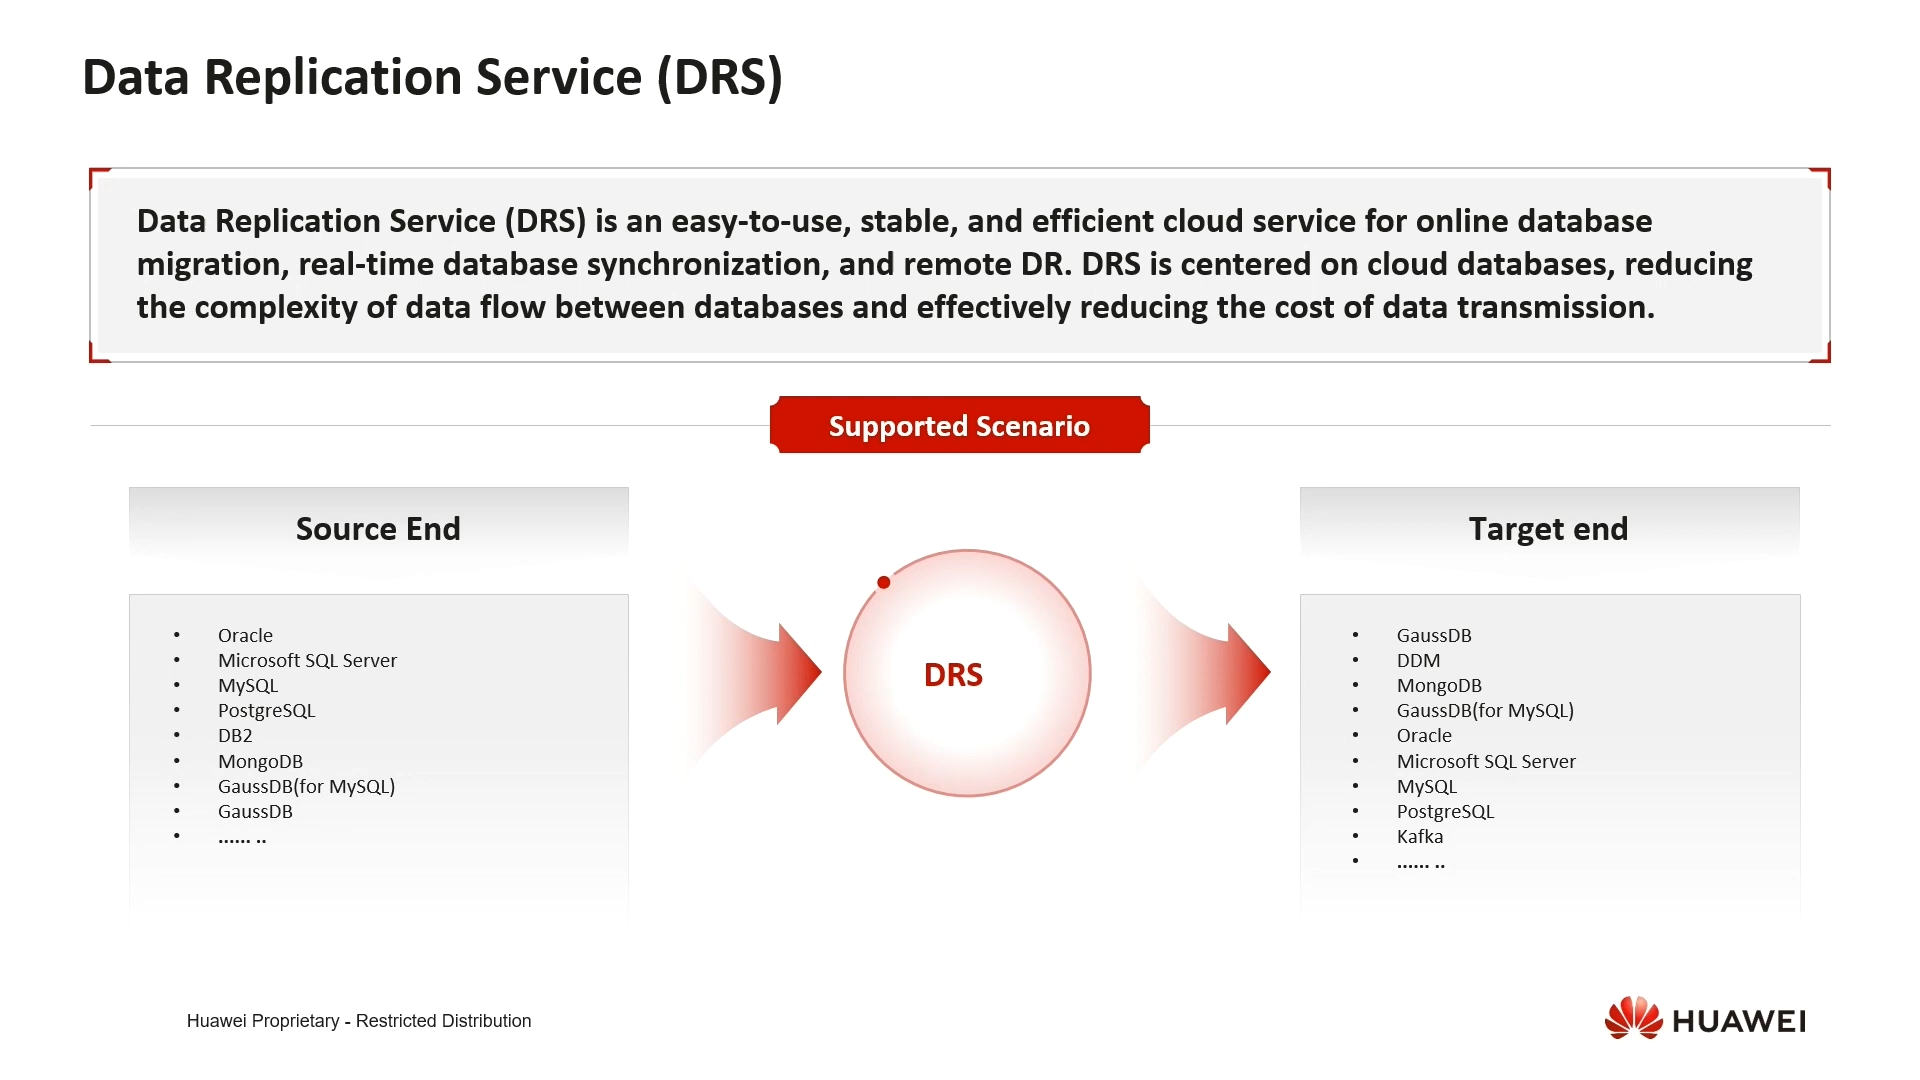 Data Replication Service (DRS)
Data Replication Service (DRS) is an easy-to-use, stable, and efficient cloud service for online database
migration, real-time database synchronization, and remote DR. DRS is centered on cloud databases, reducing
the complexity of data flow between databases and effectively reducing the cost of data transmission.
Supported Scenario
Source End
• Oracle
• Microsoft SQL Server
• MySQL
• PostgreSQL
• DB2
• MongoDB
• GaussDB(for MySQL)
• GaussDB
• ...... ..
DRS
Target end
• GaussDB
• DDM
• MongoDB
• GaussDB(for MySQL)
• Oracle
• Microsoft SQL Server
• MySQL
• PostgreSQL
• Kafka
• ...... ..
Huawei Proprietary - Restricted Distribution
HUAWEI